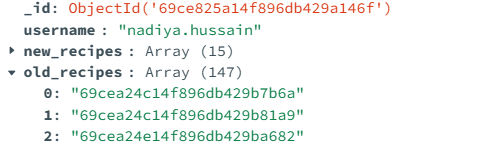 _id: ObjectId('69ce825a14f896db429a146f')
username : "nadiya.hussain"
new_recipes : Array (15)
old_recipes : Array (147)
0: "69cea24c14f896db429b7b6a"
1: "69cea24c14f896db429b81a9"
2: "69cea24e14f896db429ba682"